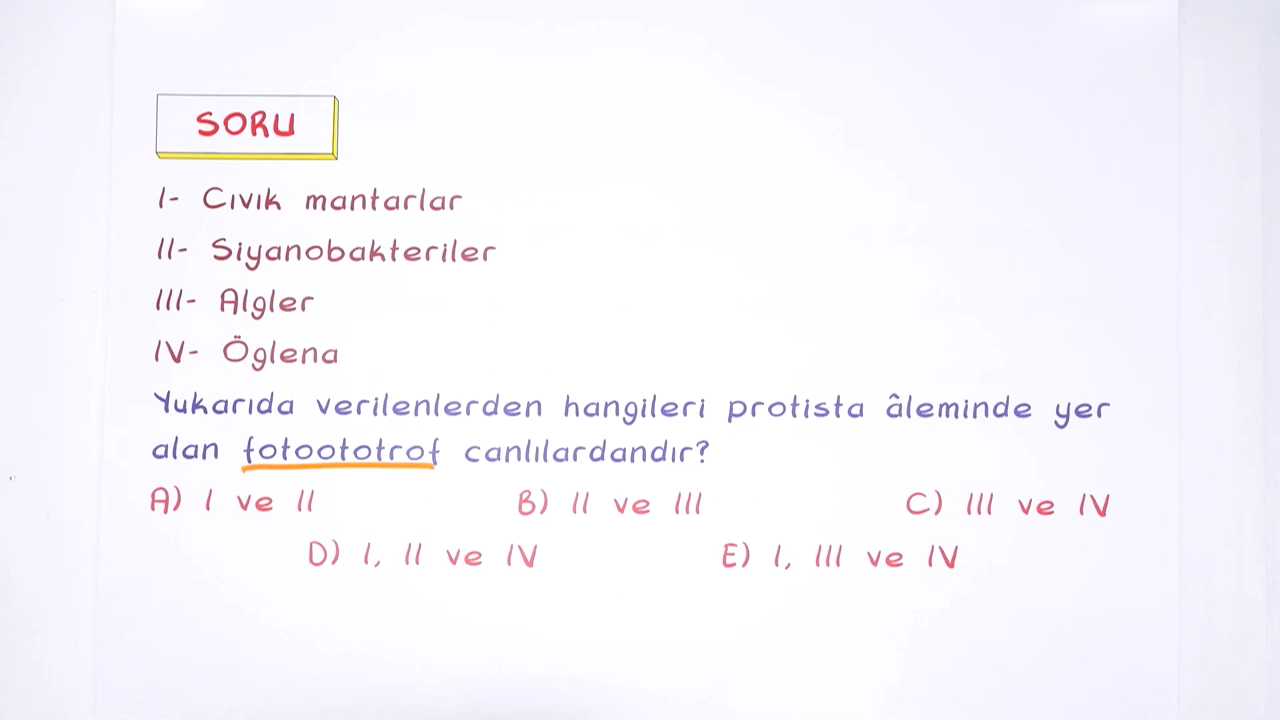 SORU
I- Cıvık mantarlar
II- Siyanobakteriler
III- Algler
IV- Öglena
Yukarıda verilenlerden hangileri protista âleminde yer
alan fotoototrof canlılardandır?
A) I ve II B) II ve III C) III ve IV
D) I, II ve IV E) I, III ve IV